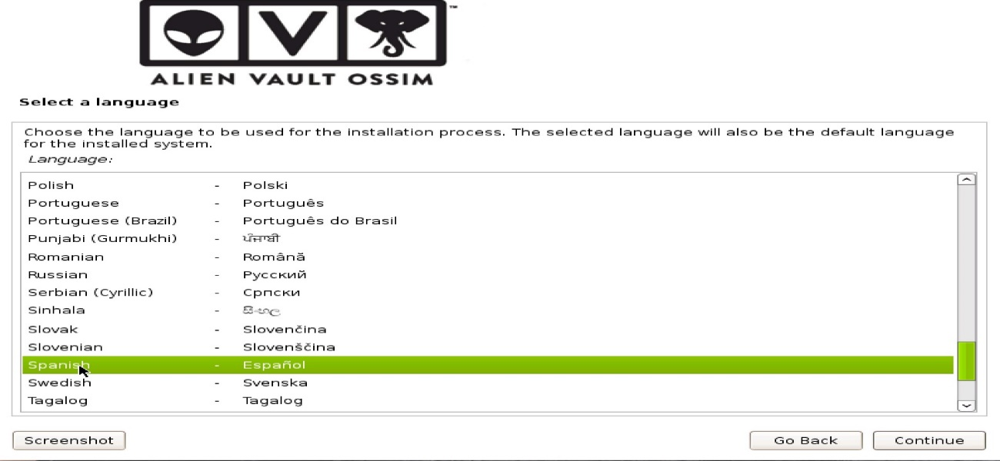 V
™
ALIEN VAULT OSSIM
Select a language
Choose the language to be used for the installation process. The selected language will also be the default language
for the installed system.
Language:
Polish - Polski
Portuguese - Português
Portuguese (Brazil) - Português do Brasil
Punjabi (Gurmukhi) - ਪੰਜਾਬੀ
Romanian - Română
Russian - Русский
Serbian (Cyrillic) - Српски
Sinhala - සිංහල
Slovak - Slovenčina
Slovenian - Slovenščina
Spanish - Español
Swedish - Svenska
Tagalog - Tagalog
Screenshot Go Back Continue